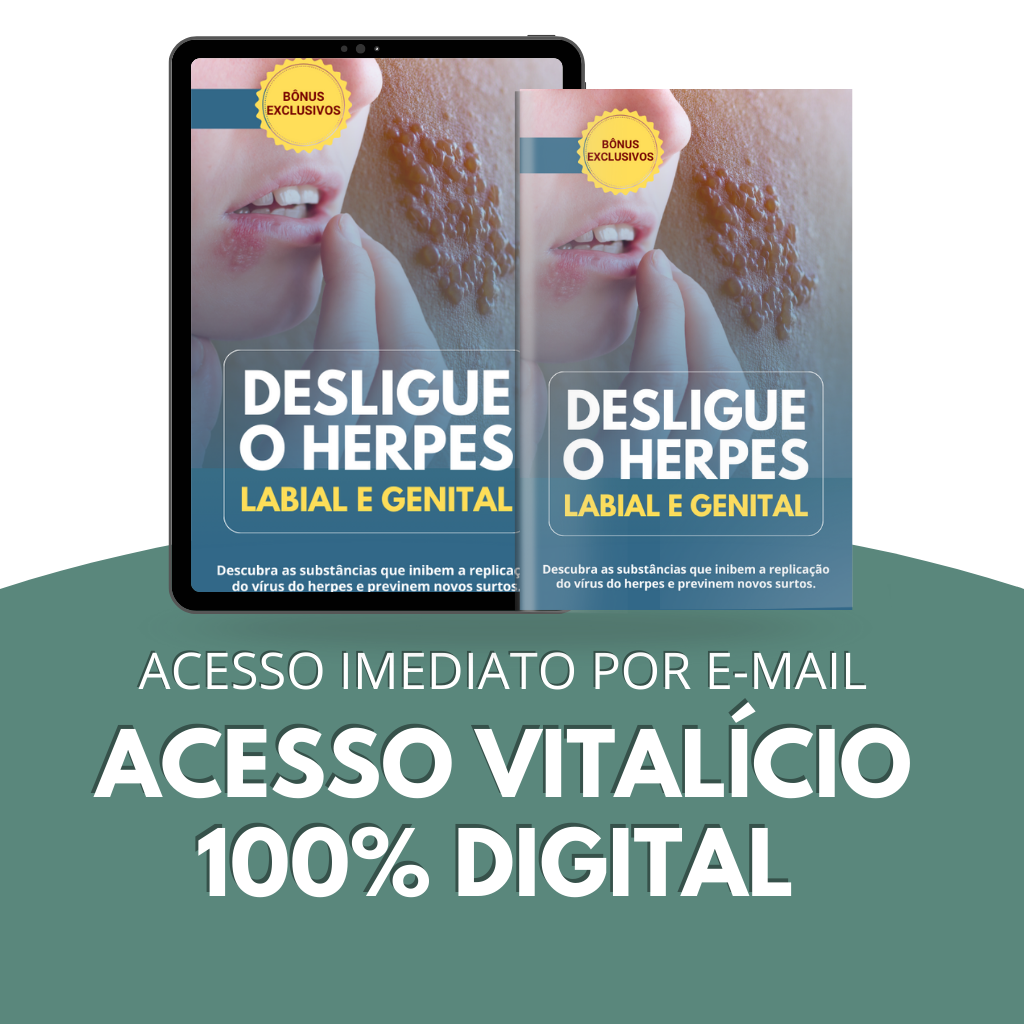 BÔNUS
EXCLUSIVOS
DESLIGUE
O HERPES
LABIAL E GENITAL
Descubra as substâncias que inibem a
do vírus do herpes e previnem novos surtos.
BÔNUS
EXCLUSIVOS
DESLIGUE
O HERPES
LABIAL E GENITAL
Descubra as substâncias que inibem a replicação
do vírus do herpes e previnem novos surtos.
ACESSO IMEDIATO POR E-MAIL
ACESSO VITALÍCIO
100% DIGITAL